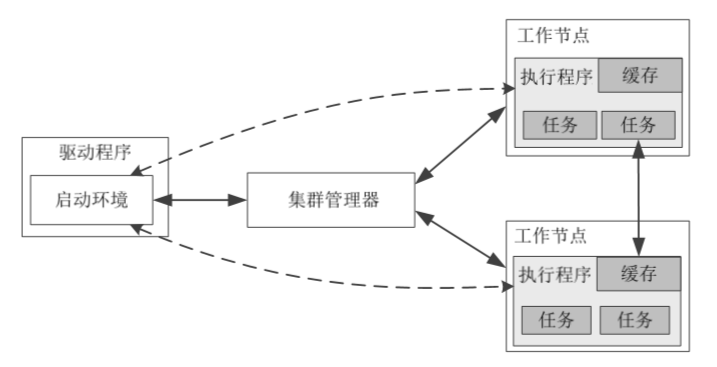 驱动程序
启动环境
集群管理器
工作节点
执行程序
缓存
任务
任务
工作节点
执行程序
缓存
任务
任务